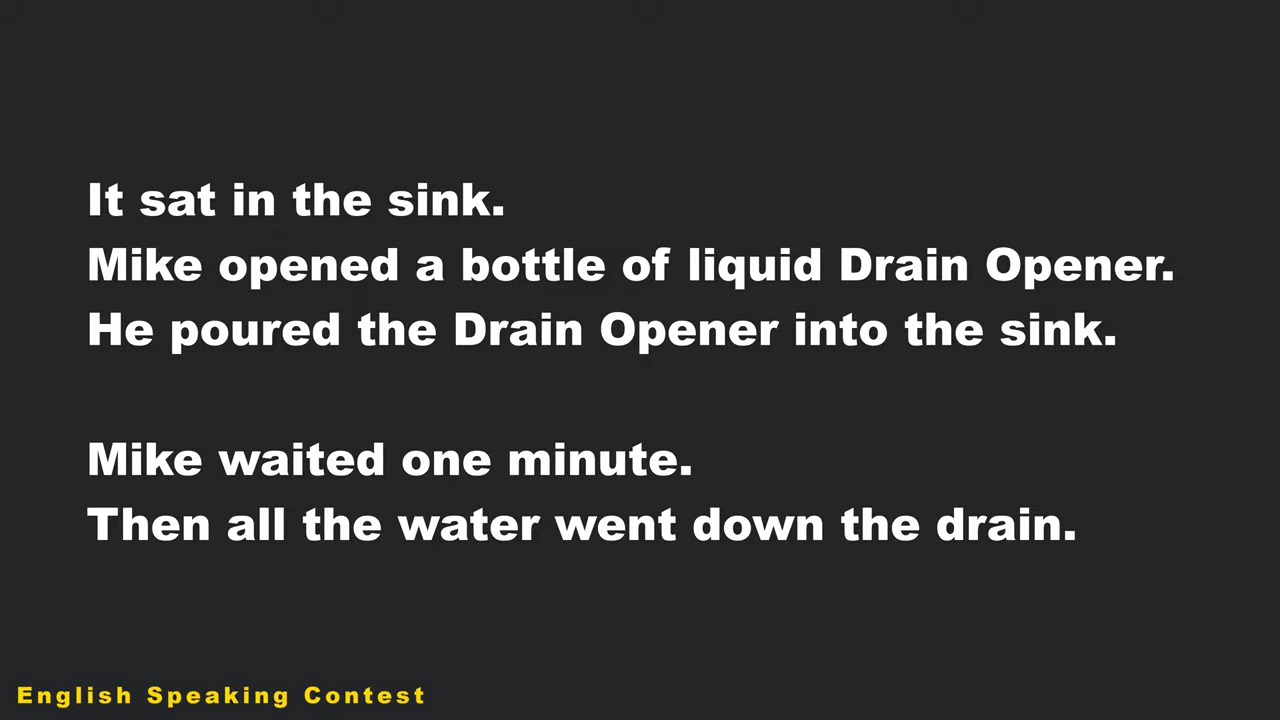 It sat in the sink.
Mike opened a bottle of liquid Drain Opener.
He poured the Drain Opener into the sink.
Mike waited one minute.
Then all the water went down the drain.
English Speaking Contest